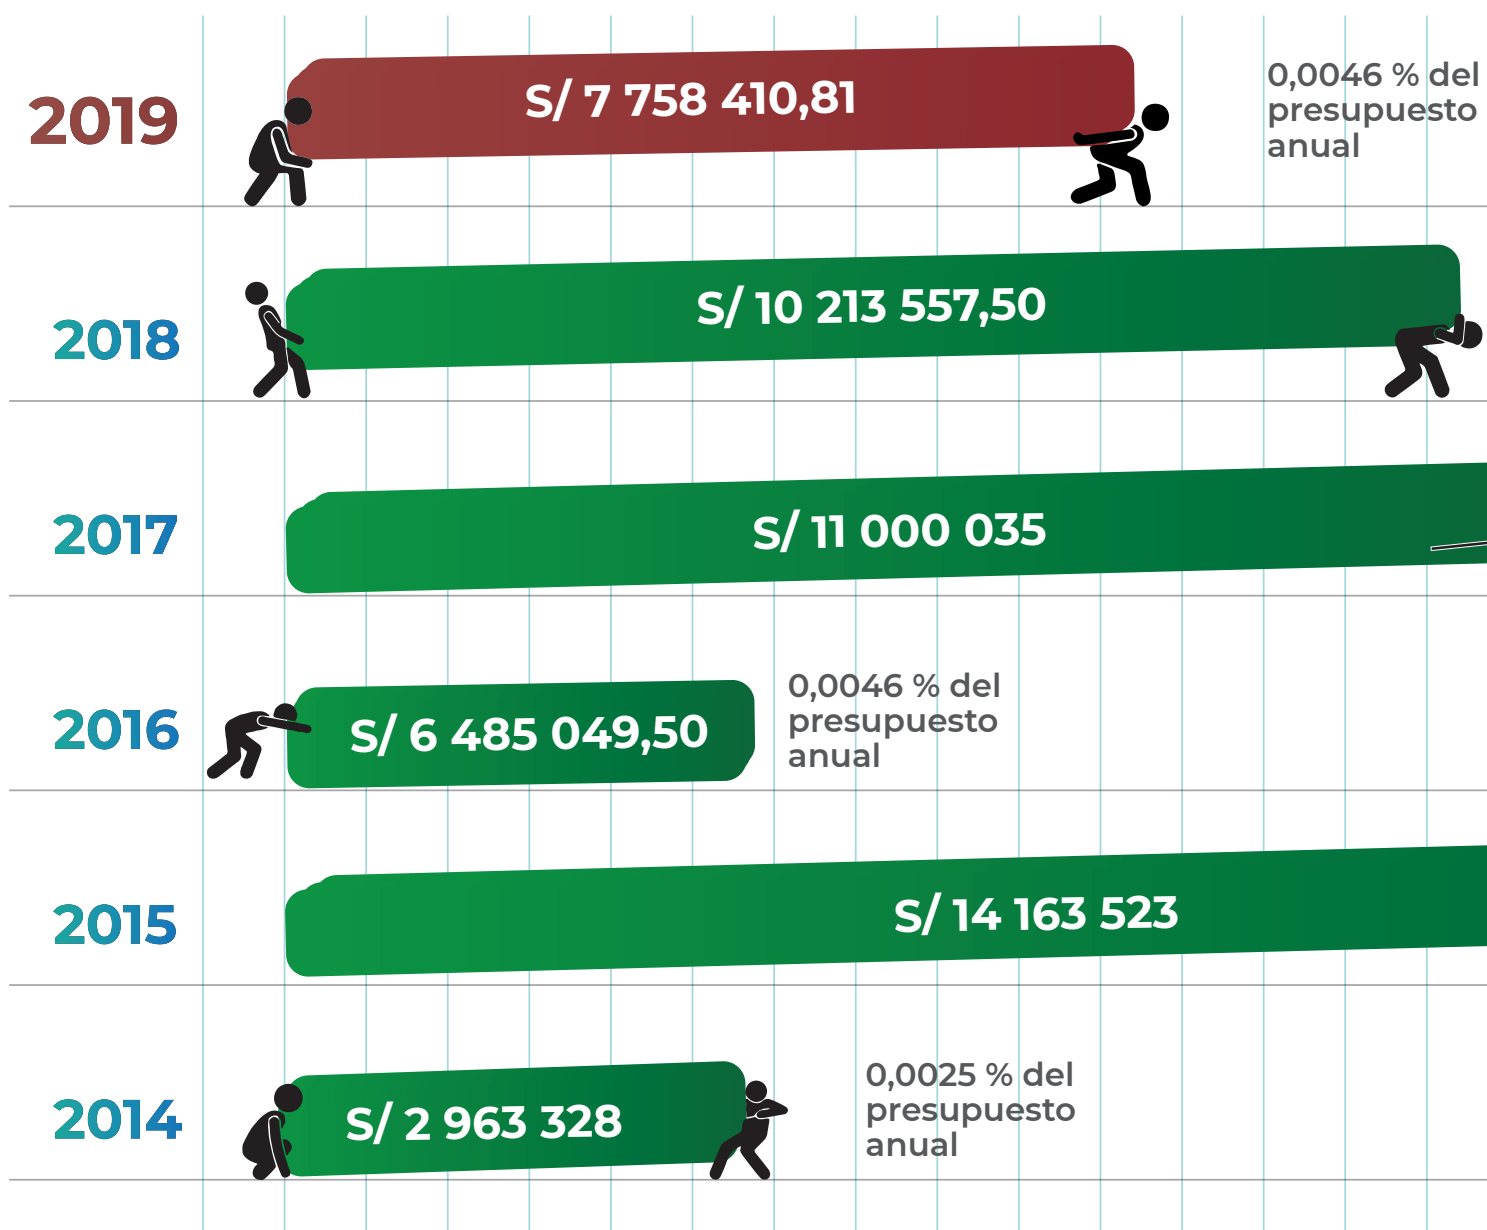 2019
S/ 7 758 410,81
0,0046 % del
presupuesto
anual
2018
S/ 10 213 557,50
2017
S/ 11 000 035
2016
S/ 6 485 049,50
0,0046 % del
presupuesto
anual
2015
S/ 14 163 523
2014
S/ 2 963 328
0,0025 % del
presupuesto
anual